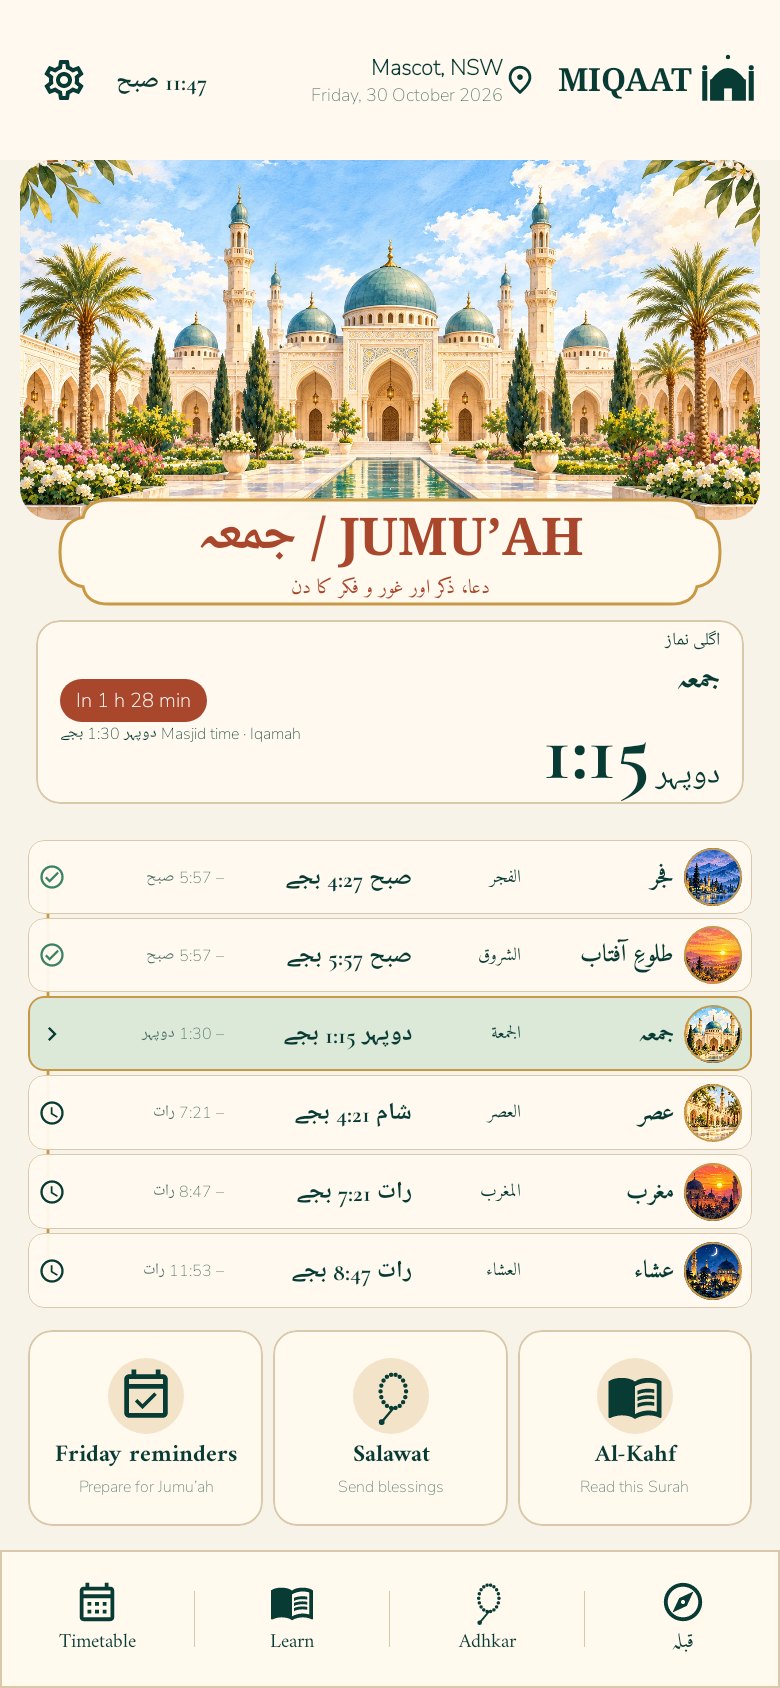 MIQAAT
Mascot, NSW
Friday, 30 October 2026
11:47 صبح
جمعہ / JUMU’AH
دعا، ذکر اور غور و فکر کا دن
اگلی نماز
جمعہ
1:15 دوپہر
In 1 h 28 min
Masjid time · Iqamah دوپہر 1:30 بجے
فجر الفجر صبح 4:27 بجے – 5:57 صبح
طلوعِ آفتاب الشروق صبح 5:57 بجے – 5:57 صبح
جمعہ الجمعة دوپہر 1:15 بجے – 1:30 دوپہر
عصر العصر شام 4:21 بجے – 7:21 رات
مغرب المغرب رات 7:21 بجے – 8:47 رات
عشاء العشاء رات 8:47 بجے – 11:53 رات
Friday reminders
Prepare for Jumu’ah
Salawat
Send blessings
Al-Kahf
Read this Surah
Timetable
Learn
Adhkar
قبلہ